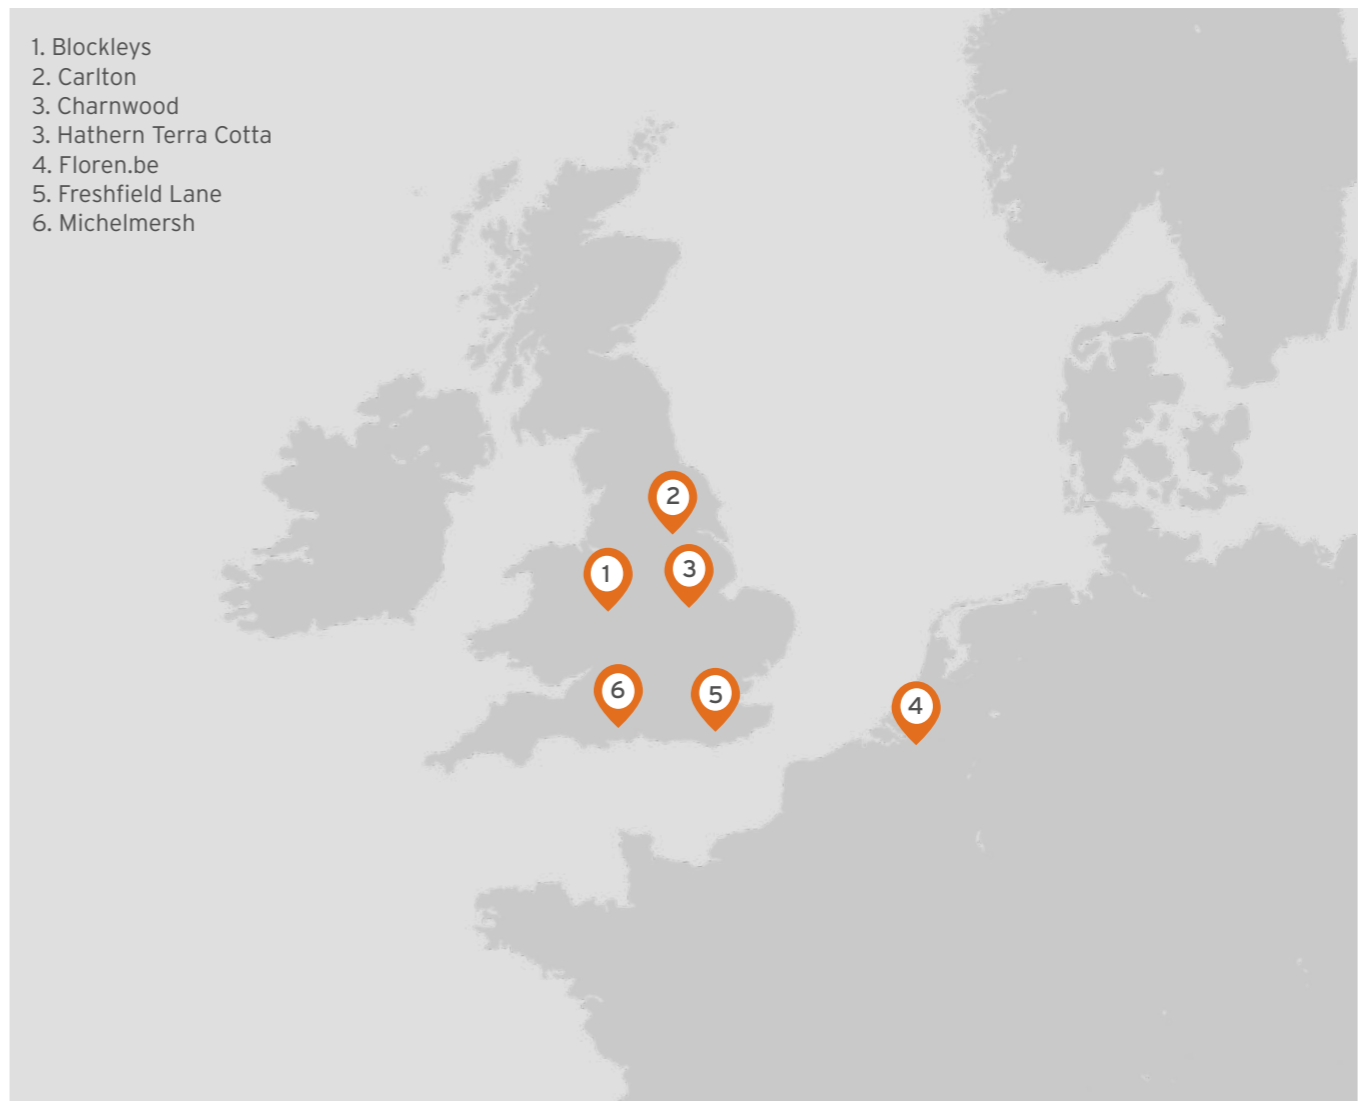 1. Blockleys
2. Carlton
3. Charnwood
3. Hathern Terra Cotta
4. Floren.be
5. Freshfield Lane
6. Michelmersh
2
1
3
6
5
4